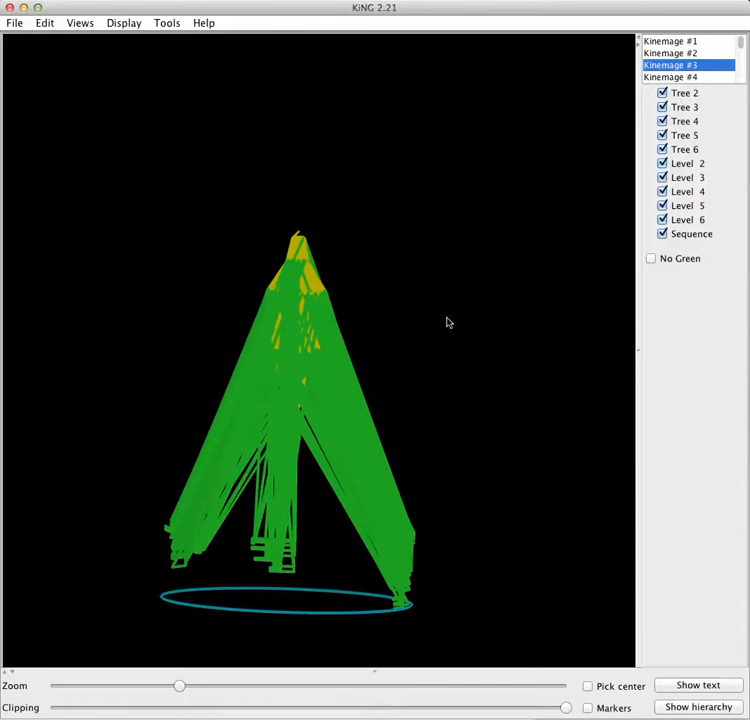 KiNG 2.21
File Edit Views Display Tools Help
Kinemage #1
Kinemage #2
Kinemage #3
Kinemage #4
Tree 2
Tree 3
Tree 4
Tree 5
Tree 6
Level 2
Level 3
Level 4
Level 5
Level 6
Sequence
No Green
Zoom Pick center Show text
Clipping Markers Show hierarchy